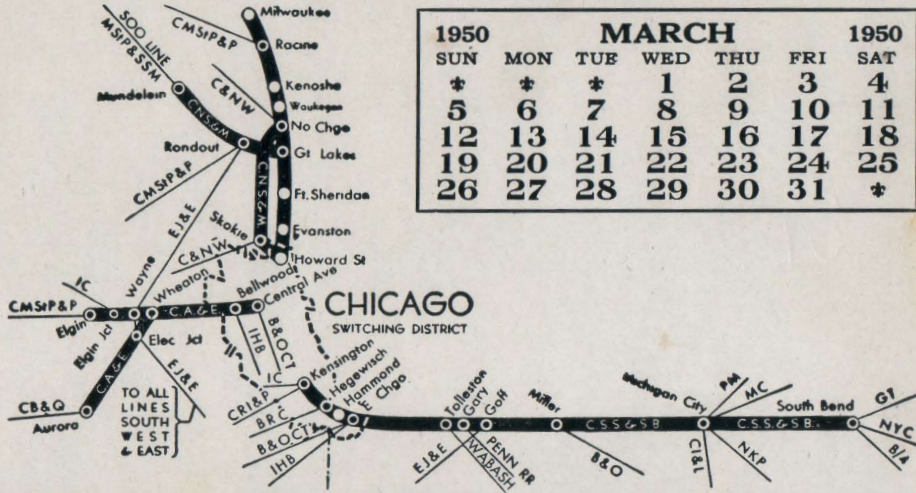 Milwaukee
CMStP&P
Racine
SOO LINE
MStP&SSM
C&NW
Kenosha
Waukegan
Mundelein
C.N.S.&M.
No Chgo
Rondout
Gt Lakes
CMStP&P
C.N.S.&M.
Ft. Sheridan
EJ&E
Skokie
Evanston
C&NW
Howard St
1950 MARCH 1950
SUN MON TUE WED THU FRI SAT
1 2 3 4
5 6 7 8 9 10 11
12 13 14 15 16 17 18
19 20 21 22 23 24 25
26 27 28 29 30 31
IC
Wayne
Wheaton
Bellwood
Central Ave
CMStP&P
Elgin
Elgin Jct
C.A.&E.
CHICAGO
SWITCHING DISTRICT
Elec Jct
C.A.&E.
IHB
B&OCT
EJ&E
CB&Q
Aurora
TO ALL
LINES
SOUTH
WEST
& EAST
IC
Kensington
CRI&P
Hegewisch
BRC
Hammond
E Chgo
B&OCT
IHB
Tolleston
Gary
Goff
EJ&E
PENN RR
WABASH
Miller
C.S.S.&S.B.
B&O
Michigan City
PM
MC
CI&L
NKP
C.S.S.&S.B.
South Bend
GT
NYC
B/4